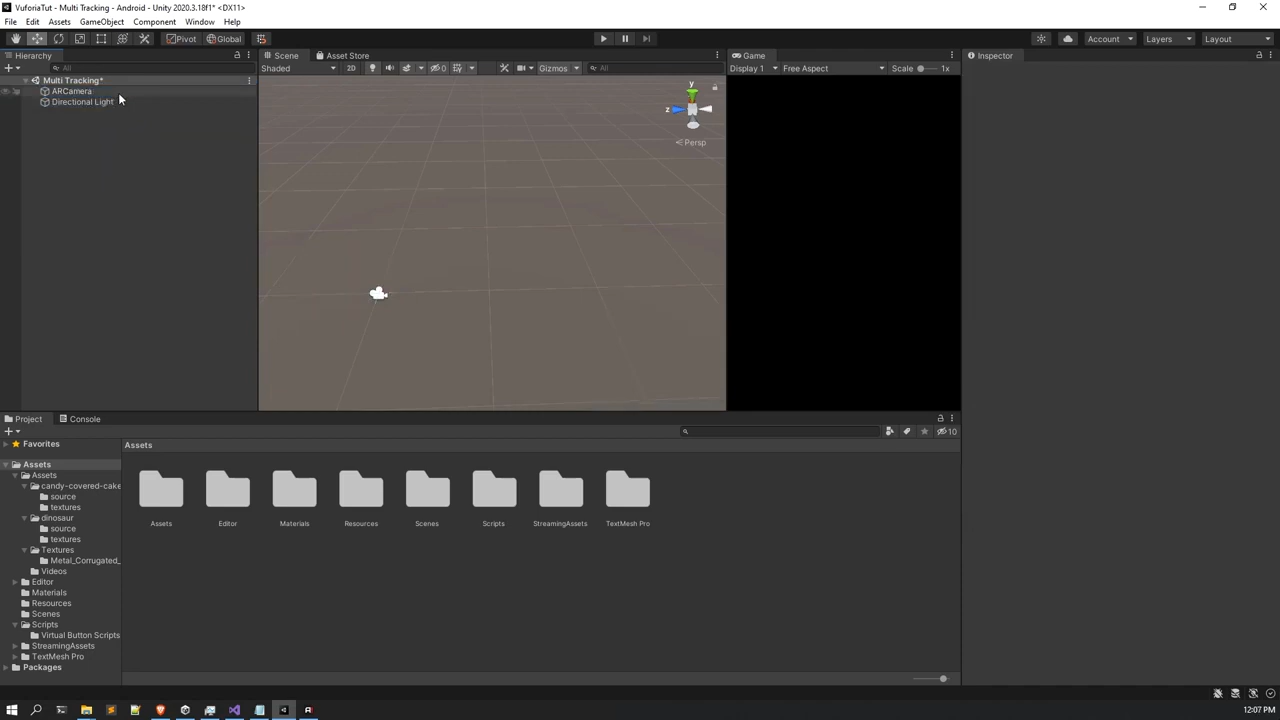 VuforiaTut - Multi Tracking - Android - Unity 2020.3.18f1* <DX11>
File Edit Assets GameObject Component Window Help
Pivot Global Account Layers Layout
Hierarchy
All
Multi Tracking*
ARCamera
Directional Light
Scene Asset Store
Shaded 2D 0 Gizmos All
y
z
Persp
Game
Display 1 Free Aspect Scale 1x
Inspector
Project Console
10
Favorites
Assets
Assets
candy-covered-cake
source
textures
dinosaur
source
textures
Textures
Metal_Corrugated_
Videos
Editor
Materials
Resources
Scenes
Scripts
Virtual Button Scripts
StreamingAssets
TextMesh Pro
Packages
Assets
Assets Editor Materials Resources Scenes Scripts StreamingAssets TextMesh Pro
12:07 PM